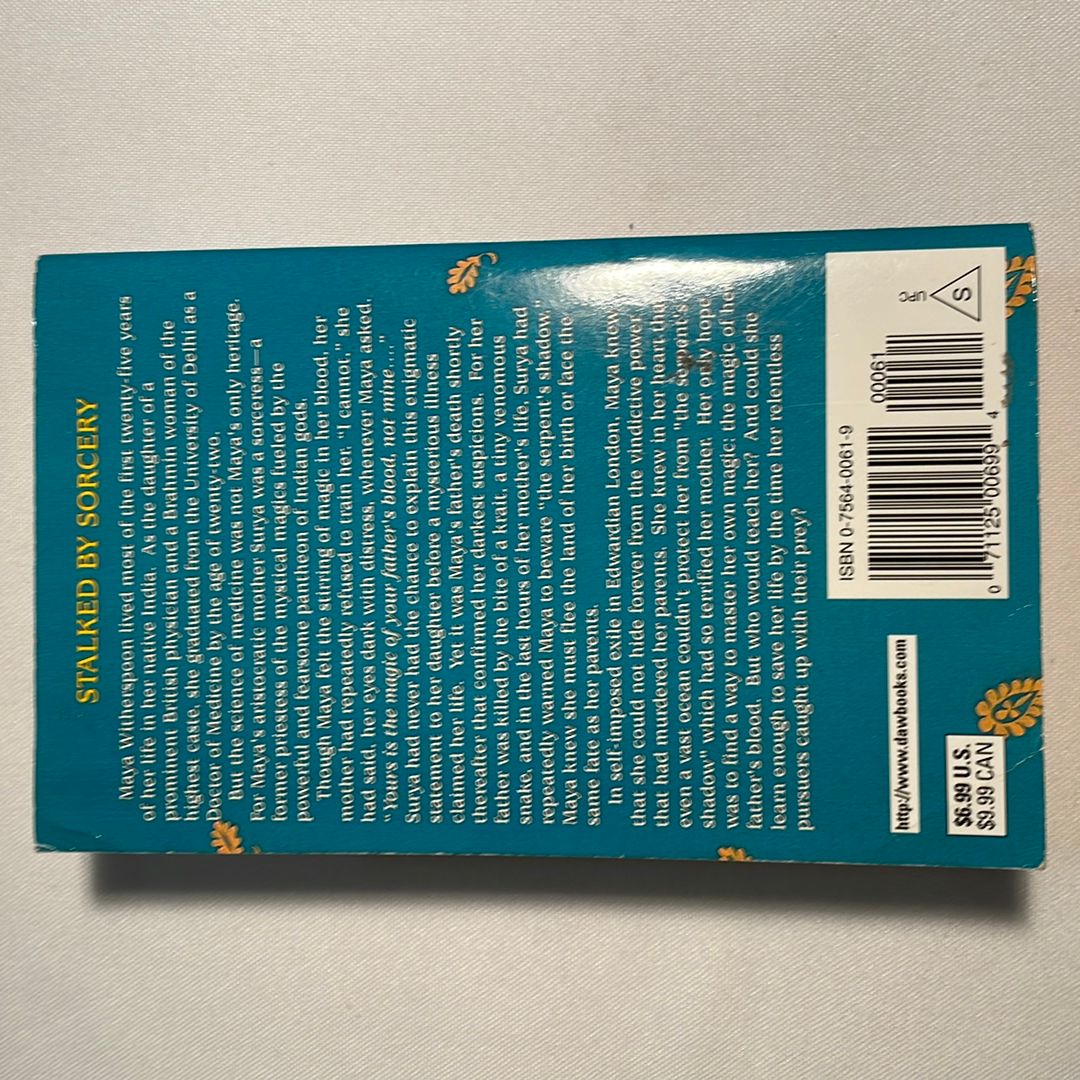 STALKED BY SORCERY
Maya Witherspoon lived most of the first twenty-five years
of her life in her native India. As the daughter of a
prominent British physician and a Brahmin woman of the
highest caste, she graduated from the University of Delhi as a
Doctor of Medicine by the age of twenty-two.
But the science of medicine was not Maya's only heritage.
For Maya's aristocratic mother Surya was a sorceress—a
former priestess of the mystical magics fueled by the
powerful and fearsome pantheon of Indian gods.
Though Maya felt the stirring of magic in her blood, her
mother had repeatedly refused to train her. "I cannot," she
had said, her eyes dark with distress, whenever Maya asked.
"Yours is the magic of your father's blood, not mine...."
Surya had never had the chance to explain this enigmatic
statement to her daughter before a mysterious illness
claimed her life. Yet it was Maya's father's death shortly
thereafter that confirmed her darkest suspicions. For her
father was killed by the bite of a krait, a tiny venomous
snake, and in the last hours of her mother's life, Surya had
repeatedly warned Maya to beware "the serpent's shadow."
Maya knew she must flee the land of her birth or face the
same fate as her parents.
In self-imposed exile in Edwardian London, Maya knew
that she could not hide forever from the vindictive power
that had murdered her parents. She knew in her heart that
even a vast ocean couldn't protect her from "the serpent's
shadow" which had so terrified her mother. Her only hope
was to find a way to master her own magic: the magic of her
father's blood. But who would teach her? And could she
learn enough to save her life by the time her relentless
pursuers caught up with their prey?
http://www.dawbooks.com
$6.99 U.S.
$9.99 CAN
ISBN 0-7564-0061-9
0 71125 00699 4
00061
S
UPC